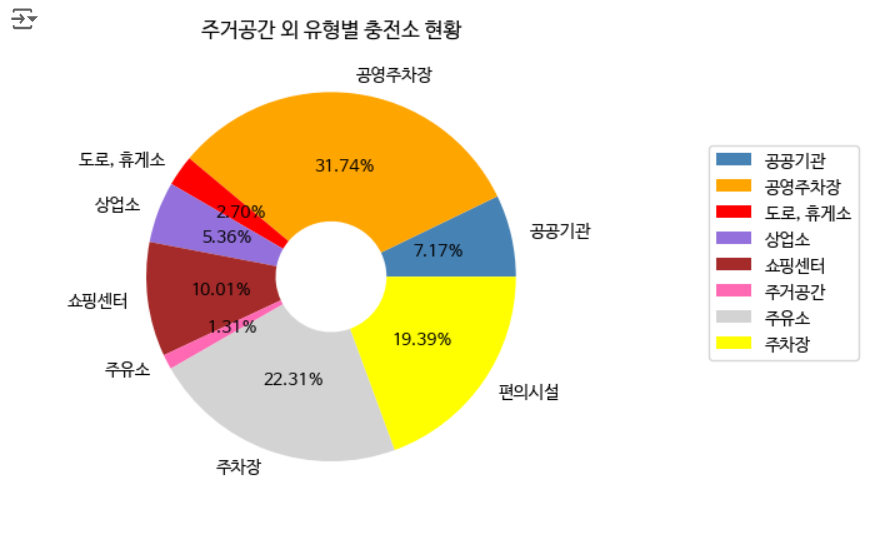 주거공간 외 유형별 충전소 현황
공영주차장
도로, 휴게소
31.74%
상업소
2.70%
공공기관
5.36%
7.17%
쇼핑센터
10.01%
1.31%
19.39%
주유소
22.31%
편의시설
주차장
공공기관
공영주차장
도로, 휴게소
상업소
쇼핑센터
주거공간
주유소
주차장